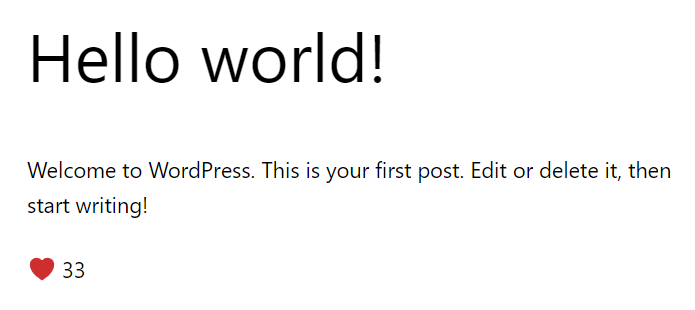 Hello world!
Welcome to WordPress. This is your first post. Edit or delete it, then
start writing!
33